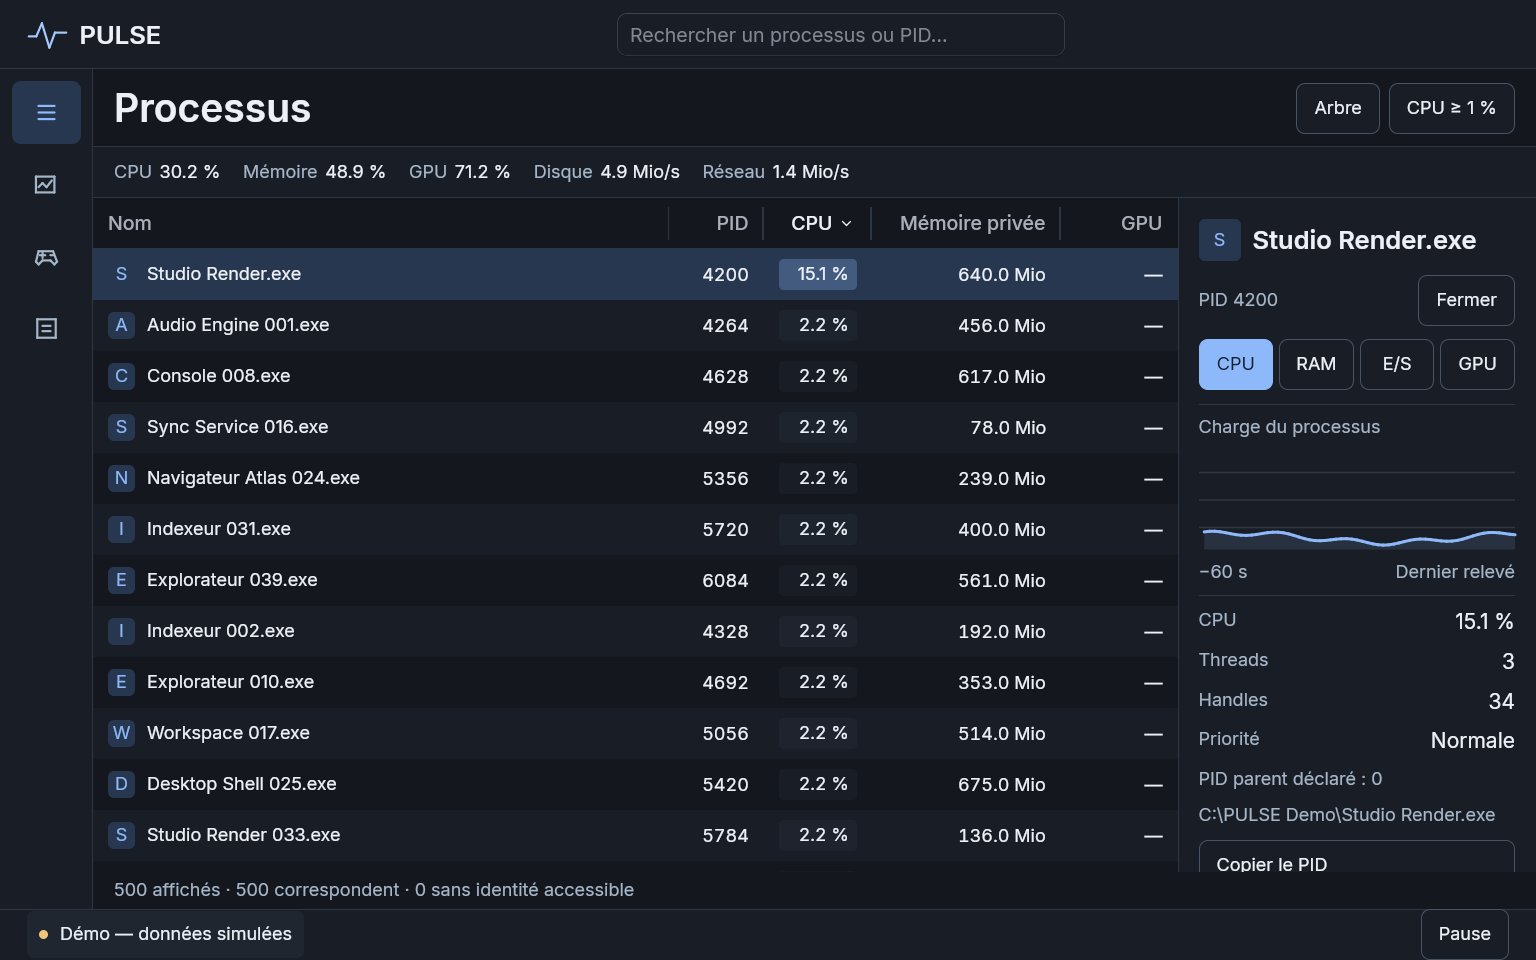 PULSE
Rechercher un processus ou PID...
Processus
Arbre
CPU ≥ 1 %
CPU 30.2 % Mémoire 48.9 % GPU 71.2 % Disque 4.9 Mio/s Réseau 1.4 Mio/s
Nom PID CPU Mémoire privée GPU
S Studio Render.exe 4200 15.1 % 640.0 Mio —
A Audio Engine 001.exe 4264 2.2 % 456.0 Mio —
C Console 008.exe 4628 2.2 % 617.0 Mio —
S Sync Service 016.exe 4992 2.2 % 78.0 Mio —
N Navigateur Atlas 024.exe 5356 2.2 % 239.0 Mio —
I Indexeur 031.exe 5720 2.2 % 400.0 Mio —
E Explorateur 039.exe 6084 2.2 % 561.0 Mio —
I Indexeur 002.exe 4328 2.2 % 192.0 Mio —
E Explorateur 010.exe 4692 2.2 % 353.0 Mio —
W Workspace 017.exe 5056 2.2 % 514.0 Mio —
D Desktop Shell 025.exe 5420 2.2 % 675.0 Mio —
S Studio Render 033.exe 5784 2.2 % 136.0 Mio —
500 affichés · 500 correspondent · 0 sans identité accessible
S Studio Render.exe
PID 4200
Fermer
CPU RAM E/S GPU
Charge du processus
−60 s Dernier relevé
CPU 15.1 %
Threads 3
Handles 34
Priorité Normale
PID parent déclaré : 0
C:\PULSE Demo\Studio Render.exe
Copier le PID
Démo — données simulées
Pause